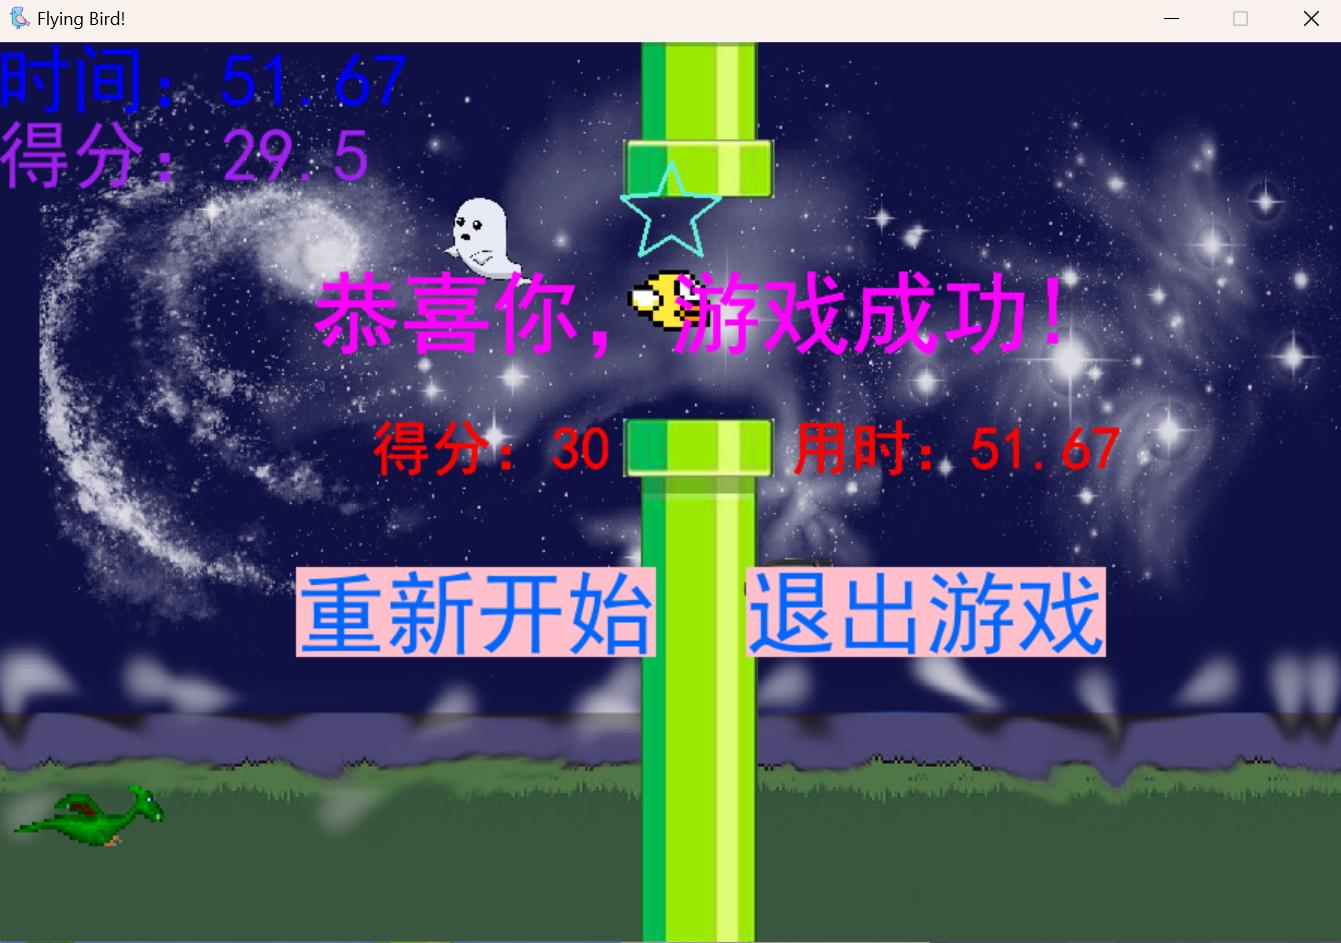 Flying Bird!
时间：51.67
得分：29.5
恭喜你，游戏成功！
得分：30 用时：51.67
重新开始 退出游戏